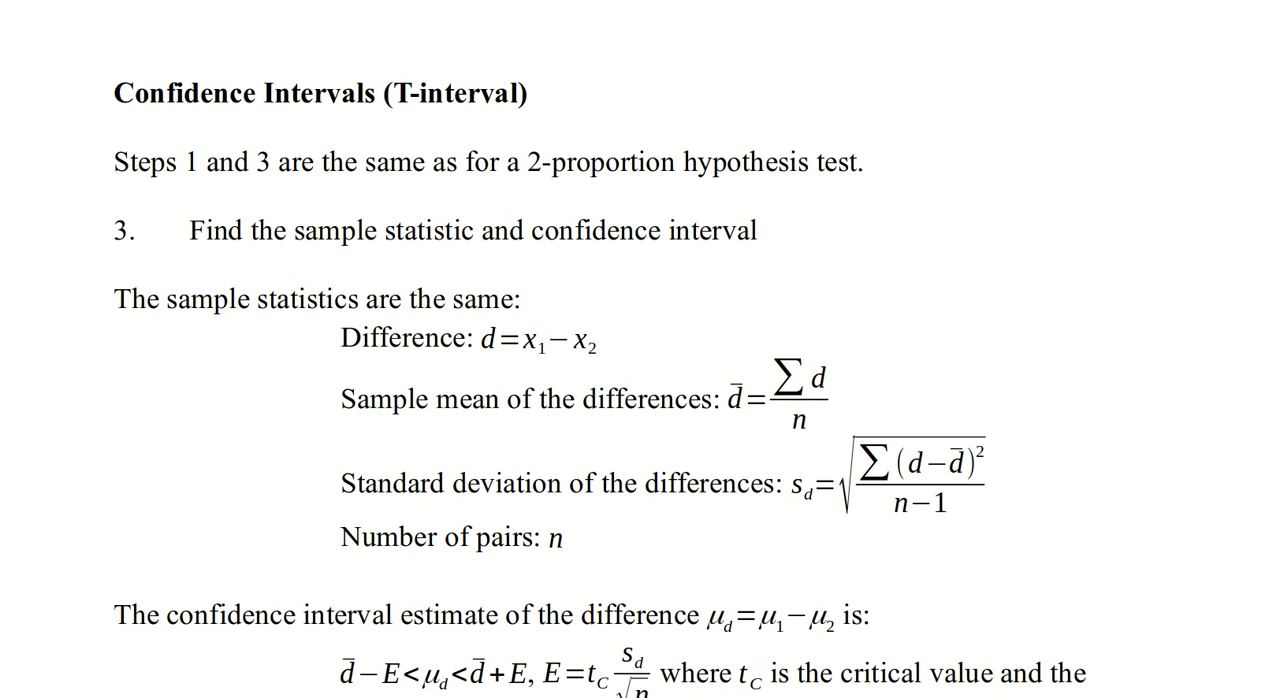 Confidence Intervals (T-interval)
Steps 1 and 3 are the same as for a 2-proportion hypothesis test.
3. Find the sample statistic and confidence interval
The sample statistics are the same:
Difference: d=x₁−x₂
Sample mean of the differences: d̄=∑d/n
Standard deviation of the differences: s_d=√(∑(d−d̄)²/(n−1))
Number of pairs: n
The confidence interval estimate of the difference μ_d=μ₁−μ₂ is:
d̄−E<μ_d<d̄+E, E=t_C s_d/√n where t_C is the critical value and the